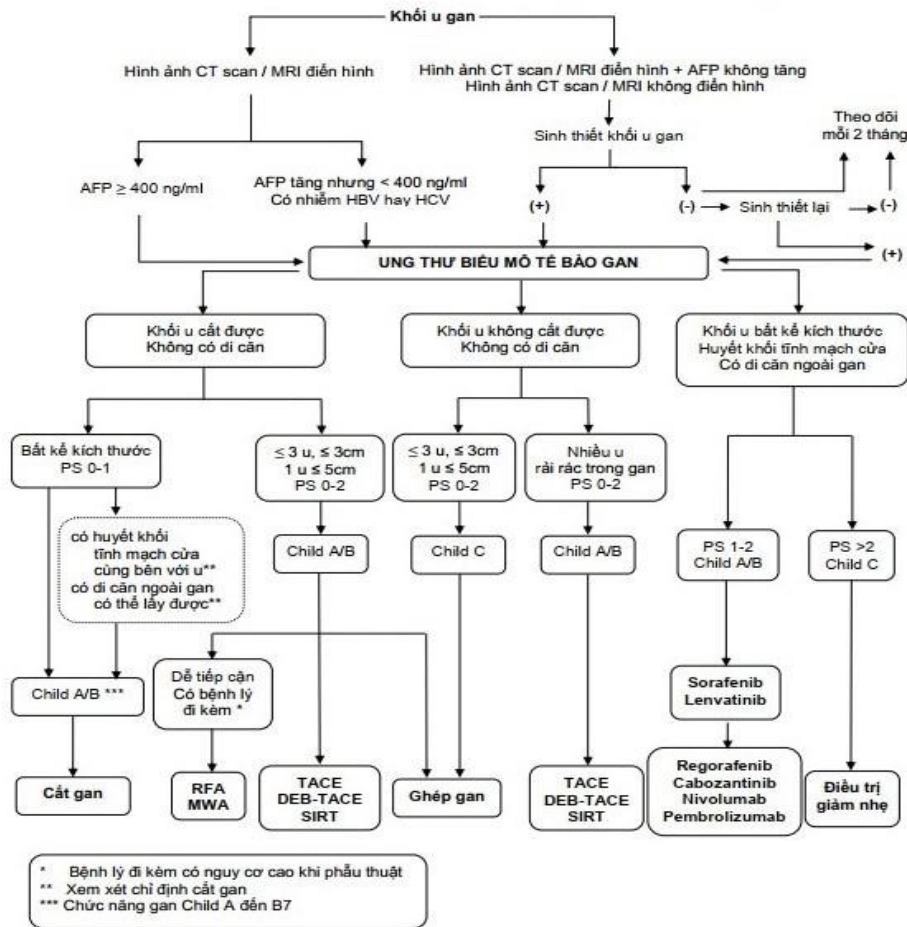 Khối u gan
Hình ảnh CT scan / MRI điển hình
Hình ảnh CT scan / MRI điển hình + AFP không tăng
Hình ảnh CT scan / MRI không điển hình
Sinh thiết khối u gan
Theo dõi
mỗi 2 tháng
AFP ≥ 400 ng/ml
AFP tăng nhưng < 400 ng/ml
Có nhiễm HBV hay HCV
(+)
(-)
Sinh thiết lại
(-)
(+)
UNG THƯ BIỂU MÔ TẾ BÀO GAN
Khối u cắt được
Không có di căn
Khối u không cắt được
Không có di căn
Khối u bất kể kích thước
Huyết khối tĩnh mạch cửa
Có di căn ngoài gan
Bất kể kích thước
PS 0-1
≤ 3 u, ≤ 3cm
1 u ≤ 5cm
PS 0-2
≤ 3 u, ≤ 3cm
1 u ≤ 5cm
PS 0-2
Nhiều u
rải rác trong gan
PS 0-2
có huyết khối
tĩnh mạch cửa
cùng bên với u**
có di căn ngoài gan
có thể lấy được**
Child A/B
Child C
Child A/B
PS 1-2
Child A/B
PS >2
Child C
Child A/B ***
Dễ tiếp cận
Có bệnh lý
đi kèm *
Sorafenib
Lenvatinib
Cắt gan
RFA
MWA
TACE
DEB-TACE
SIRT
Ghép gan
TACE
DEB-TACE
SIRT
Regorafenib
Cabozantinib
Nivolumab
Pembrolizumab
Điều trị
giảm nhẹ
* Bệnh lý đi kèm có nguy cơ cao khi phẫu thuật
** Xem xét chỉ định cắt gan
*** Chức năng gan Child A đến B7